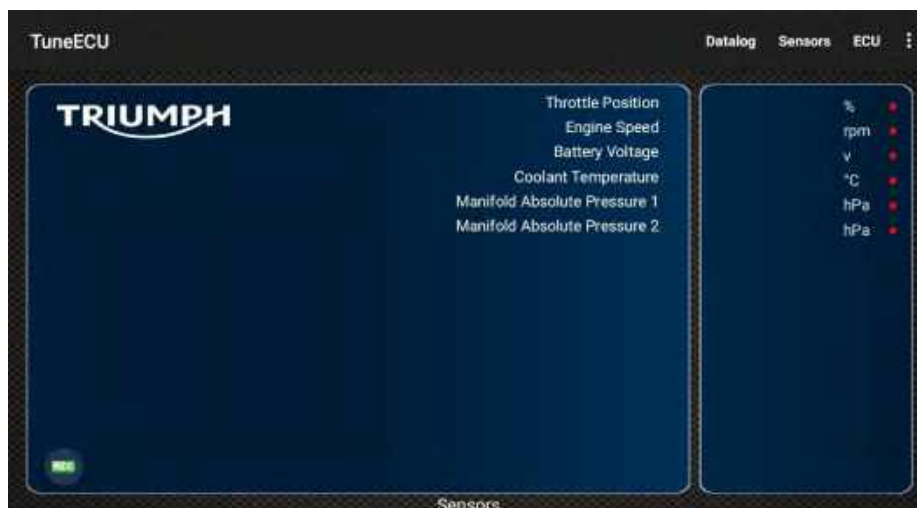 TuneECU
Datalog Sensors ECU
TRIUMPH
Throttle Position % 
Engine Speed rpm
Battery Voltage v
Coolant Temperature °C
Manifold Absolute Pressure 1 hPa
Manifold Absolute Pressure 2 hPa
REC
Sensors